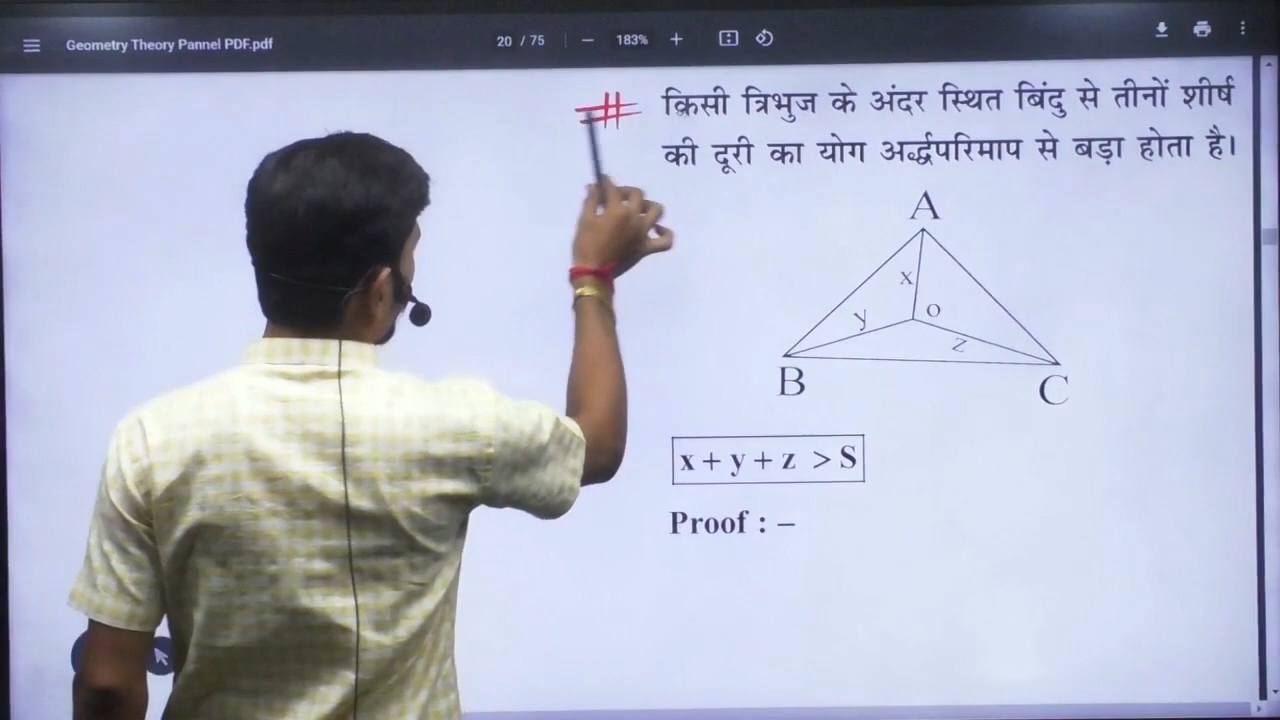 Geometry Theory Pannel PDF.pdf
20 / 75
183%
# किसी त्रिभुज के अंदर स्थित बिंदु से तीनों शीर्ष
की दूरी का योग अर्द्धपरिमाप से बड़ा होता है।
A
x
y
O
z
B
C
x + y + z > S
Proof : –